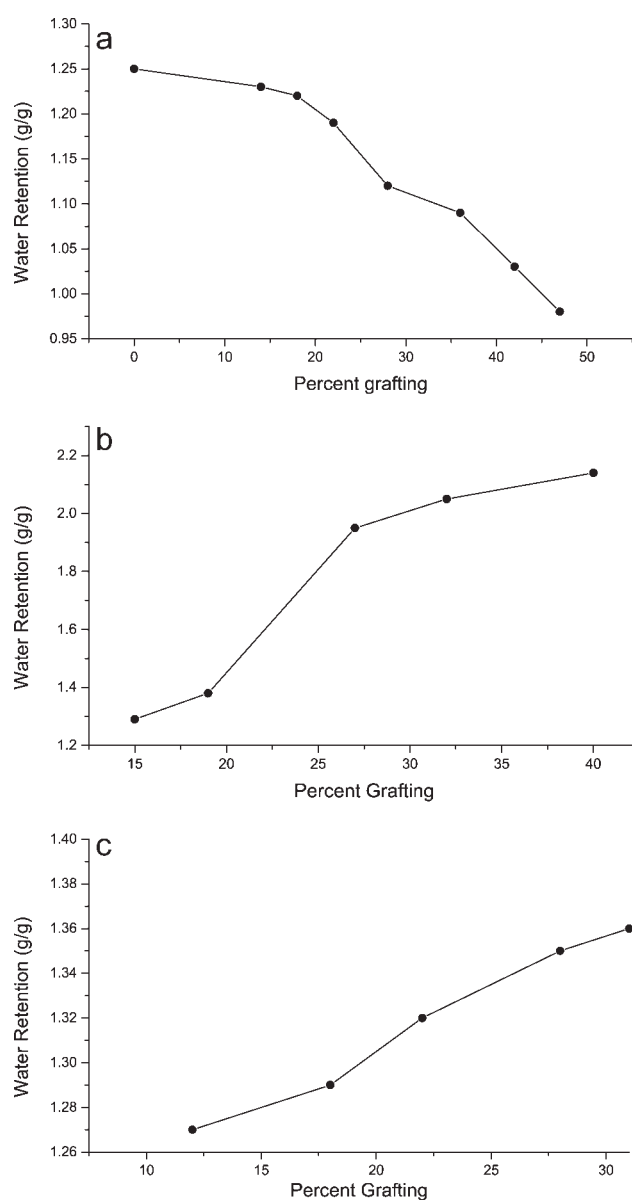 a
1.30
1.25
1.20
1.15
1.10
1.05
1.00
0.95
Water Retention (g/g)
0 10 20 30 40 50
Percent grafting
b
2.2
2.0
1.8
1.6
1.4
1.2
Water Retention (g/g)
15 20 25 30 35 40
Percent Grafting
c
1.40
1.38
1.36
1.34
1.32
1.30
1.28
1.26
Water Retention (g/g)
10 15 20 25 30
Percent Grafting